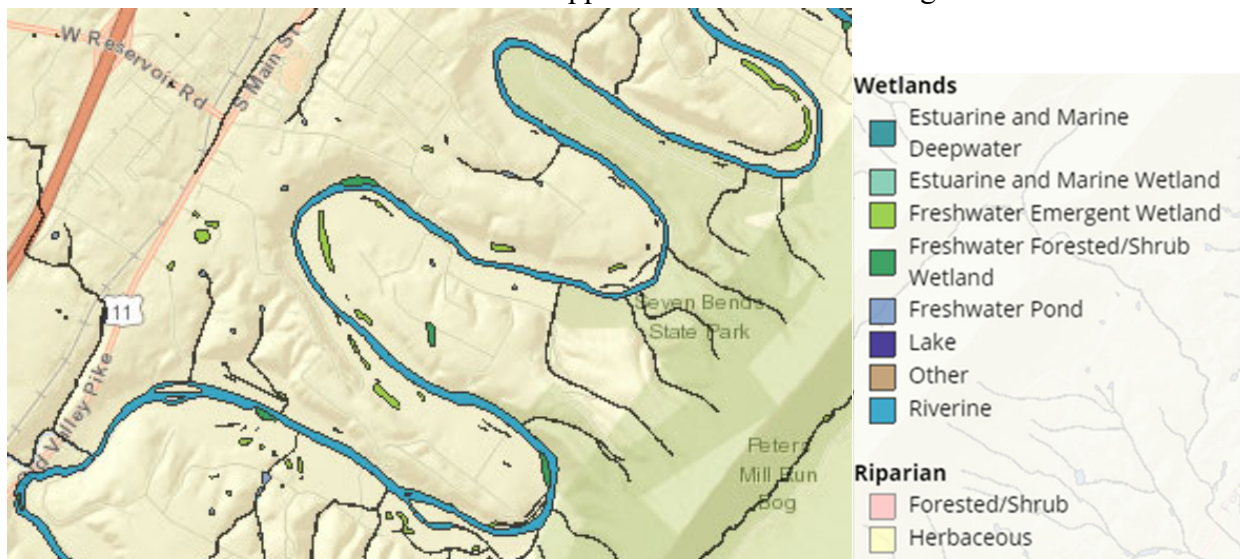 W Reservoir Rd
S Main St
11
Seven Bends
State Park
Valley Pike
Peters
Mill Run
Bog
Wetlands
Estuarine and Marine
Deepwater
Estuarine and Marine Wetland
Freshwater Emergent Wetland
Freshwater Forested/Shrub
Wetland
Freshwater Pond
Lake
Other
Riverine
Riparian
Forested/Shrub
Herbaceous